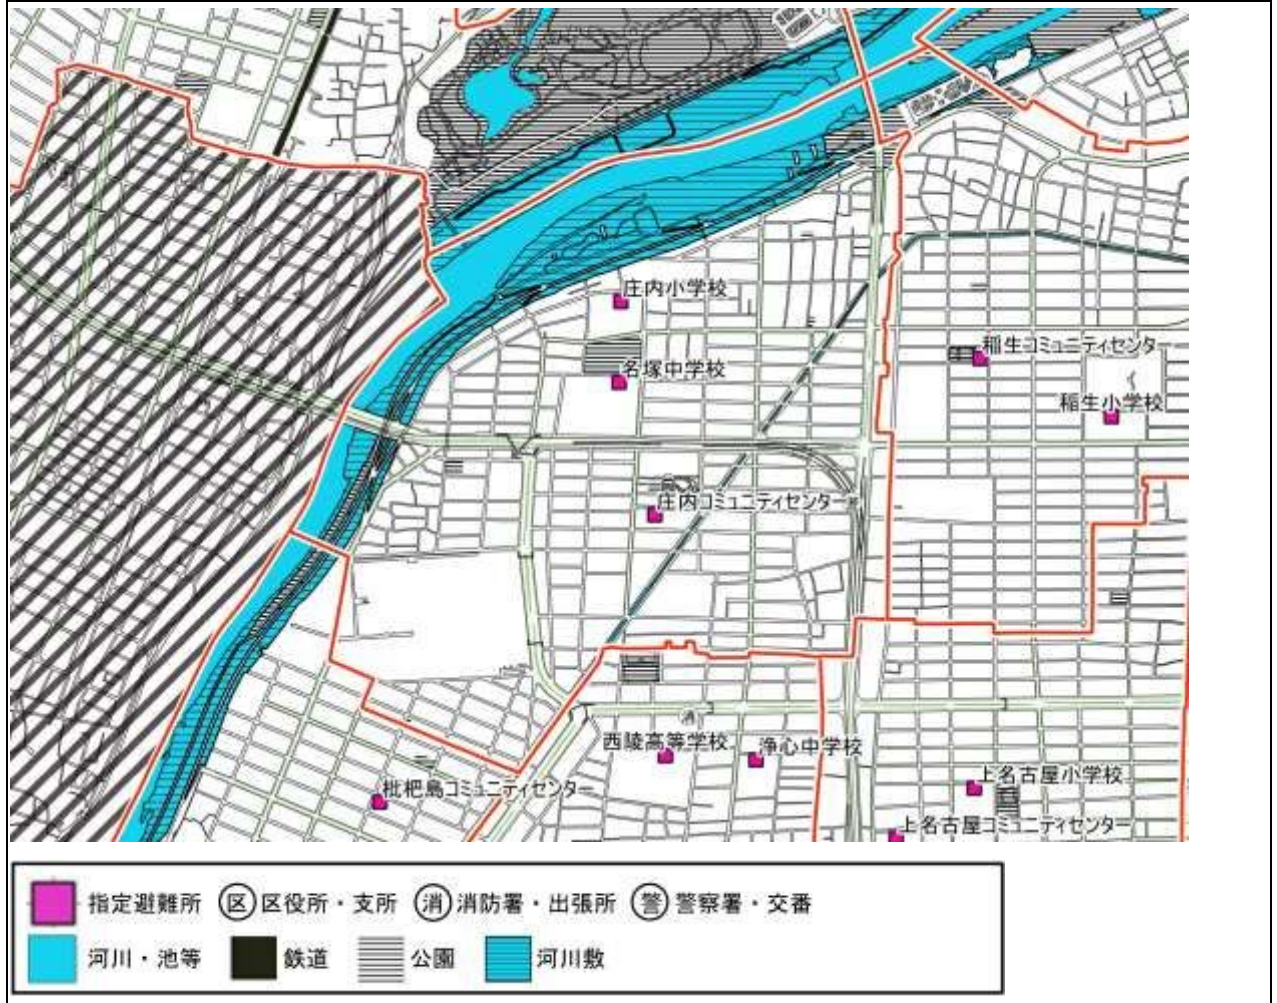 庄内小学校
名塚中学校
稲生コミュニティセンター
稲生小学校
庄内コミュニティセンター
消
西陵高等学校
浄心中学校
枇杷島コミュニティセンター
上名古屋小学校
上名古屋コミュニティセンター
指定避難所 区 区役所・支所 消 消防署・出張所 警 警察署・交番
河川・池等 鉄道 公園 河川敷